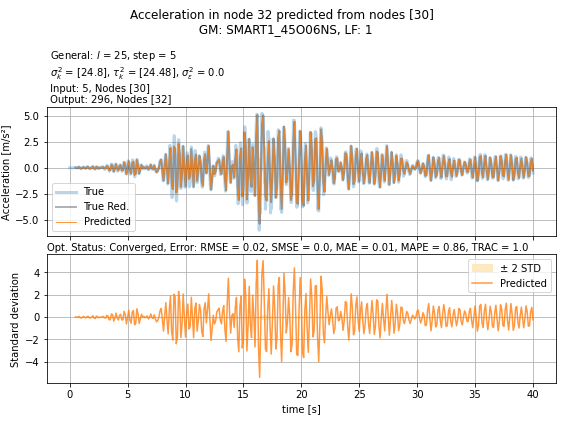 Acceleration in node 32 predicted from nodes [30]
GM: SMART1_45O06NS, LF: 1
General: l = 25, step = 5
σ²ₖ = [24.8], τ²ₖ = [24.48], σ²ε = 0.0
Input: 5, Nodes [30]
Output: 296, Nodes [32]
Acceleration [m/s²]
5.0
2.5
0.0
−2.5
−5.0
True
True Red.
Predicted
Opt. Status: Converged, Error: RMSE = 0.02, SMSE = 0.0, MAE = 0.01, MAPE = 0.86, TRAC = 1.0
Standard deviation
4
2
0
−2
−4
± 2 STD
Predicted
0 5 10 15 20 25 30 35 40
time [s]